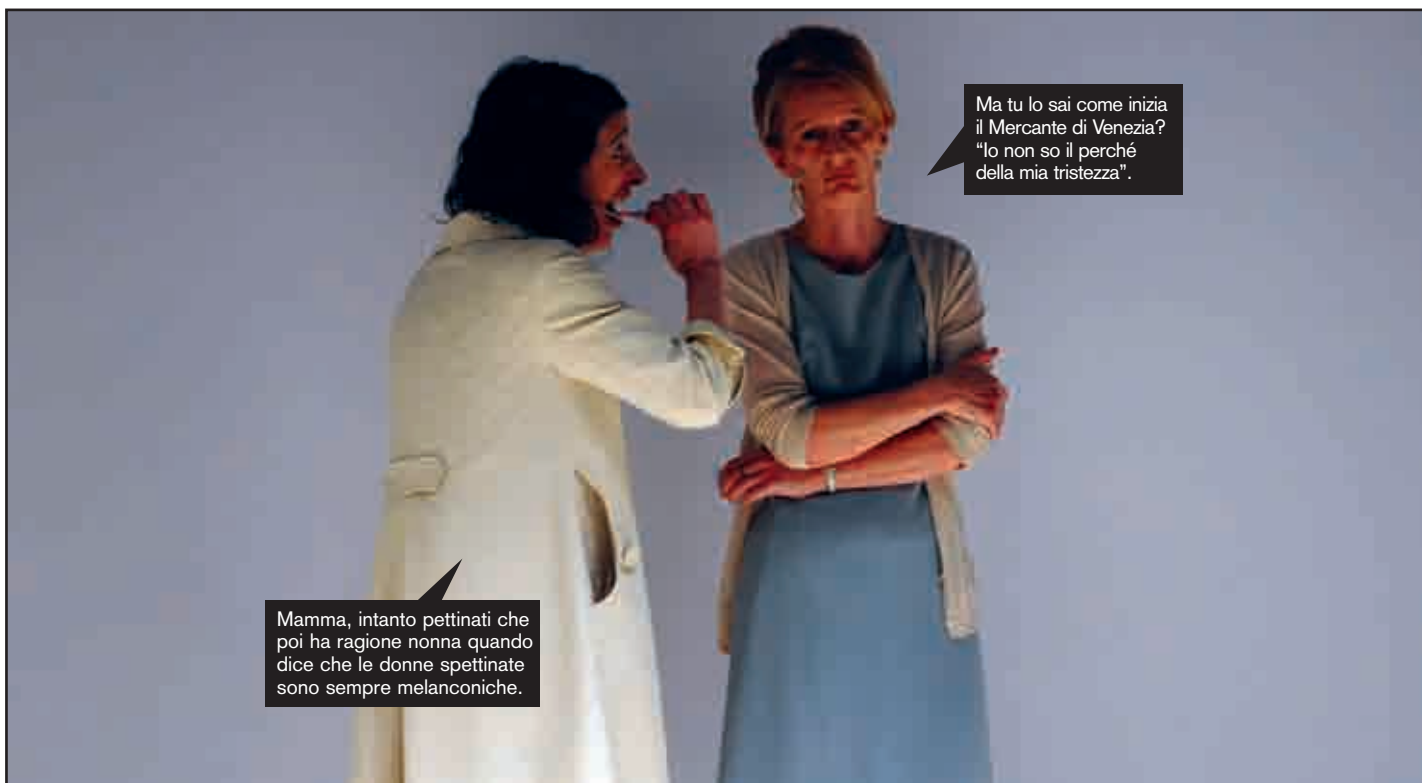 Ma tu lo sai come inizia
il Mercante di Venezia?
“Io non so il perché
della mia tristezza”.
Mamma, intanto pettinati che
poi ha ragione nonna quando
dice che le donne spettinate
sono sempre melanconiche.